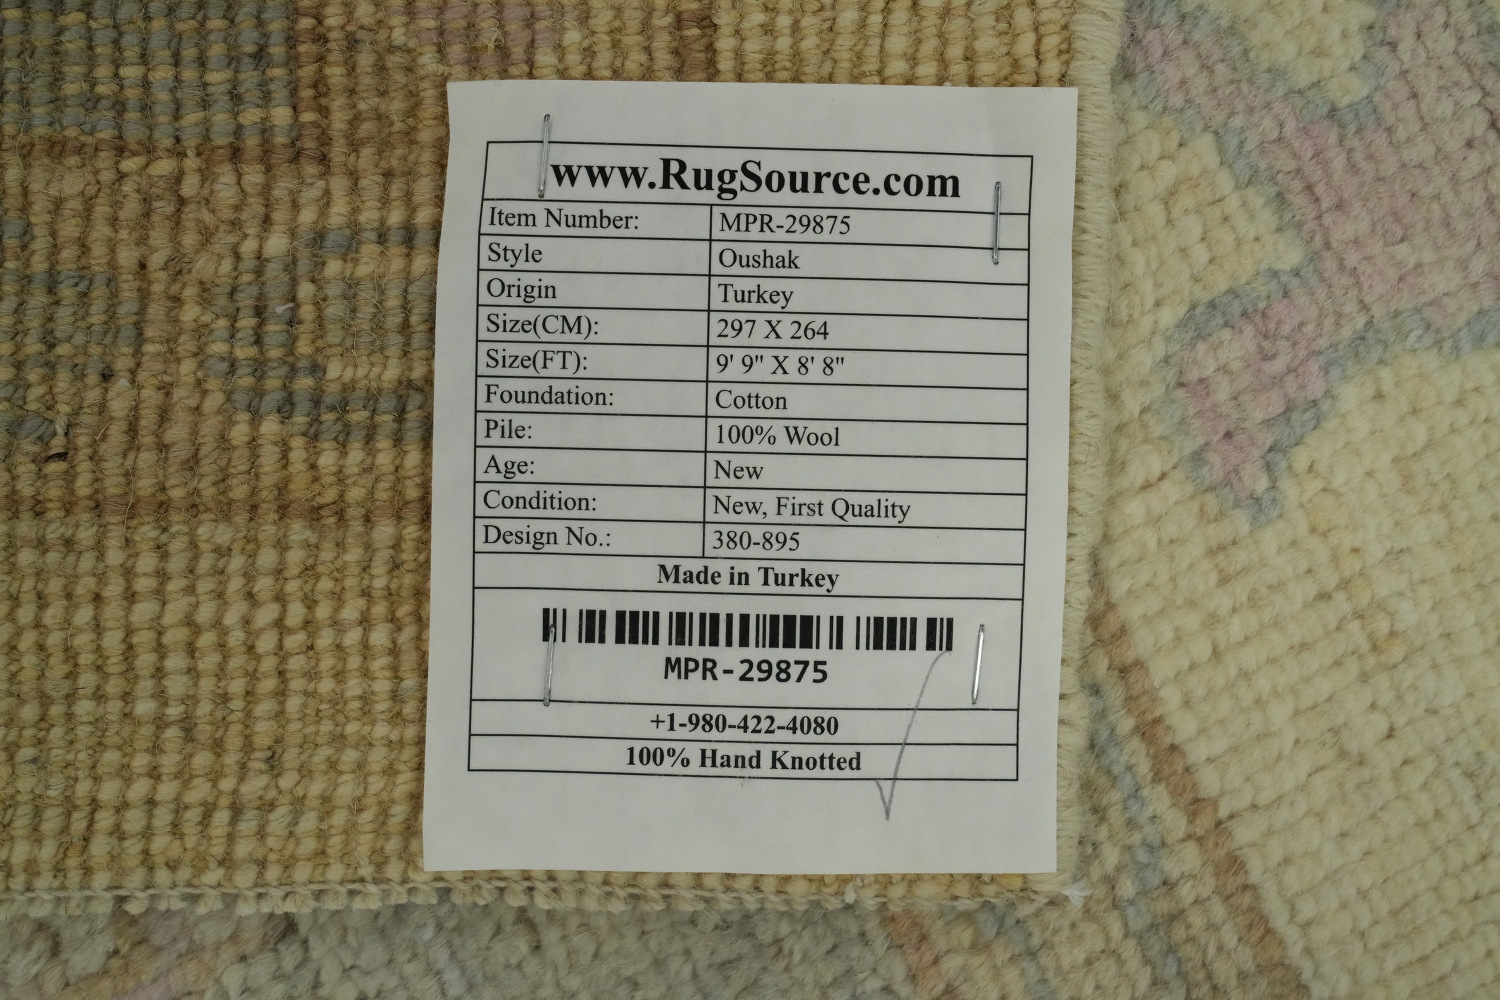 www.RugSource.com
Item Number: MPR-29875
Style Oushak
Origin Turkey
Size(CM): 297 X 264
Size(FT): 9' 9" X 8' 8"
Foundation: Cotton
Pile: 100% Wool
Age: New
Condition: New, First Quality
Design No.: 380-895
Made in Turkey
MPR-29875
+1-980-422-4080
100% Hand Knotted